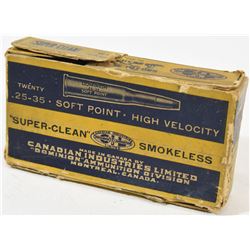 TWENTY
.25-35 · SOFT POINT · HIGH VELOCITY
"SUPER-CLEAN" SMOKELESS
MADE IN CANADA BY
CANADIAN INDUSTRIES LIMITED
"DOMINION" AMMUNITION DIVISION
MONTREAL, CANADA.